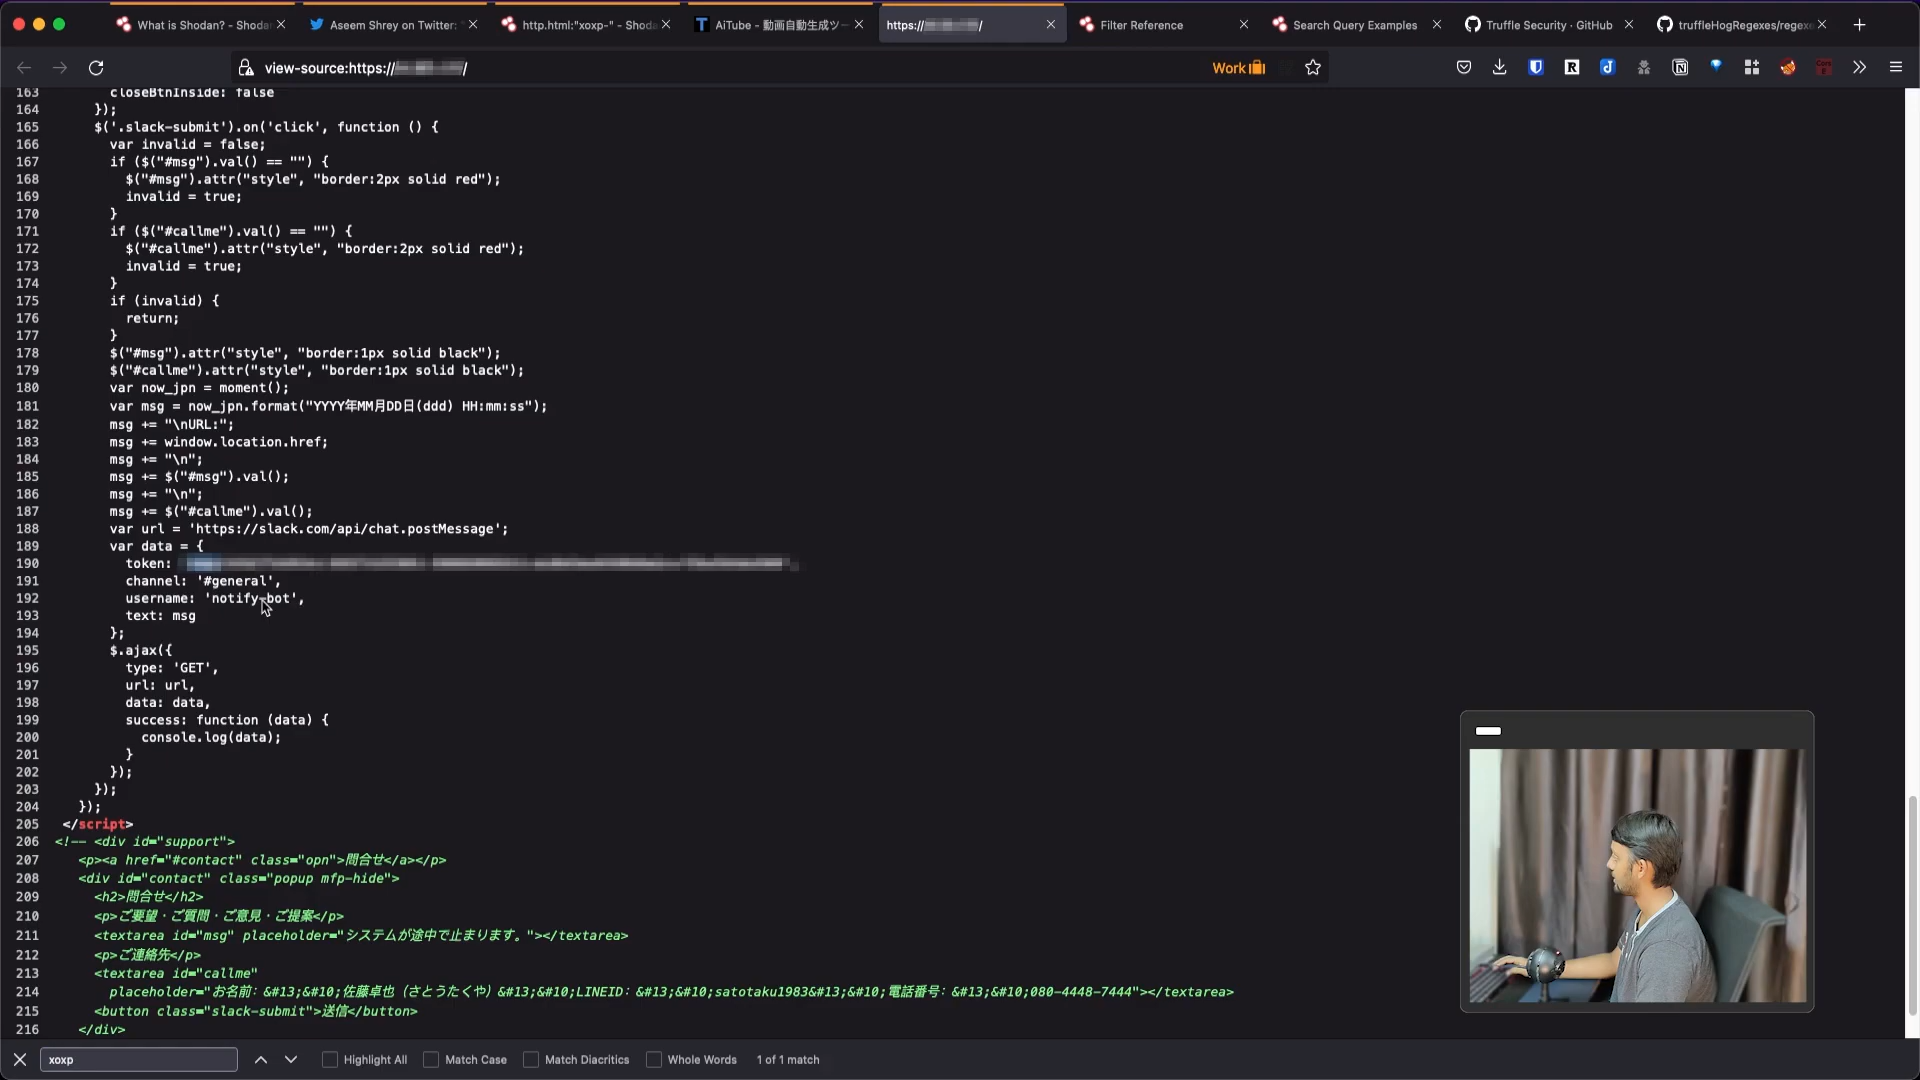 What is Shodan? - Shoda
Aseem Shrey on Twitter:
http.html:"xoxp-" - Shoda
AiTube - 動画自動生成ツー
https:// /
Filter Reference
Search Query Examples
Truffle Security · GitHub
truffleHogRegexes/regexe
view-source:https:// /
Work
163 closeBtnInside: false
164 });
165 $('.slack-submit').on('click', function () {
166 var invalid = false;
167 if ($("#msg").val() == "") {
168 $("#msg").attr("style", "border:2px solid red");
169 invalid = true;
170 }
171 if ($("#callme").val() == "") {
172 $("#callme").attr("style", "border:2px solid red");
173 invalid = true;
174 }
175 if (invalid) {
176 return;
177 }
178 $("#msg").attr("style", "border:1px solid black");
179 $("#callme").attr("style", "border:1px solid black");
180 var now_jpn = moment();
181 var msg = now_jpn.format("YYYY年MM月DD日(ddd) HH:mm:ss");
182 msg += "\nURL:";
183 msg += window.location.href;
184 msg += "\n";
185 msg += $("#msg").val();
186 msg += "\n";
187 msg += $("#callme").val();
188 var url = 'https://slack.com/api/chat.postMessage';
189 var data = {
190 token:
191 channel: '#general',
192 username: 'notify-bot',
193 text: msg
194 };
195 $.ajax({
196 type: 'GET',
197 url: url,
198 data: data,
199 success: function (data) {
200 console.log(data);
201 }
202 });
203 });
204 });
205 </script>
206 <!-- <div id="support">
207 <p><a href="#contact" class="opn">問合せ</a></p>
208 <div id="contact" class="popup mfp-hide">
209 <h2>問合せ</h2>
210 <p>ご要望・ご質問・ご意見・ご提案</p>
211 <textarea id="msg" placeholder="システムが途中で止まります。"></textarea>
212 <p>ご連絡先</p>
213 <textarea id="callme"
214 placeholder="お名前：&#13;&#10;佐藤卓也（さとうたくや）&#13;&#10;LINEID：&#13;&#10;satotaku1983&#13;&#10;電話番号：&#13;&#10;080-4448-7444"></textarea>
215 <button class="slack-submit">送信</button>
216 </div>
xoxp
Highlight All
Match Case
Match Diacritics
Whole Words
1 of 1 match